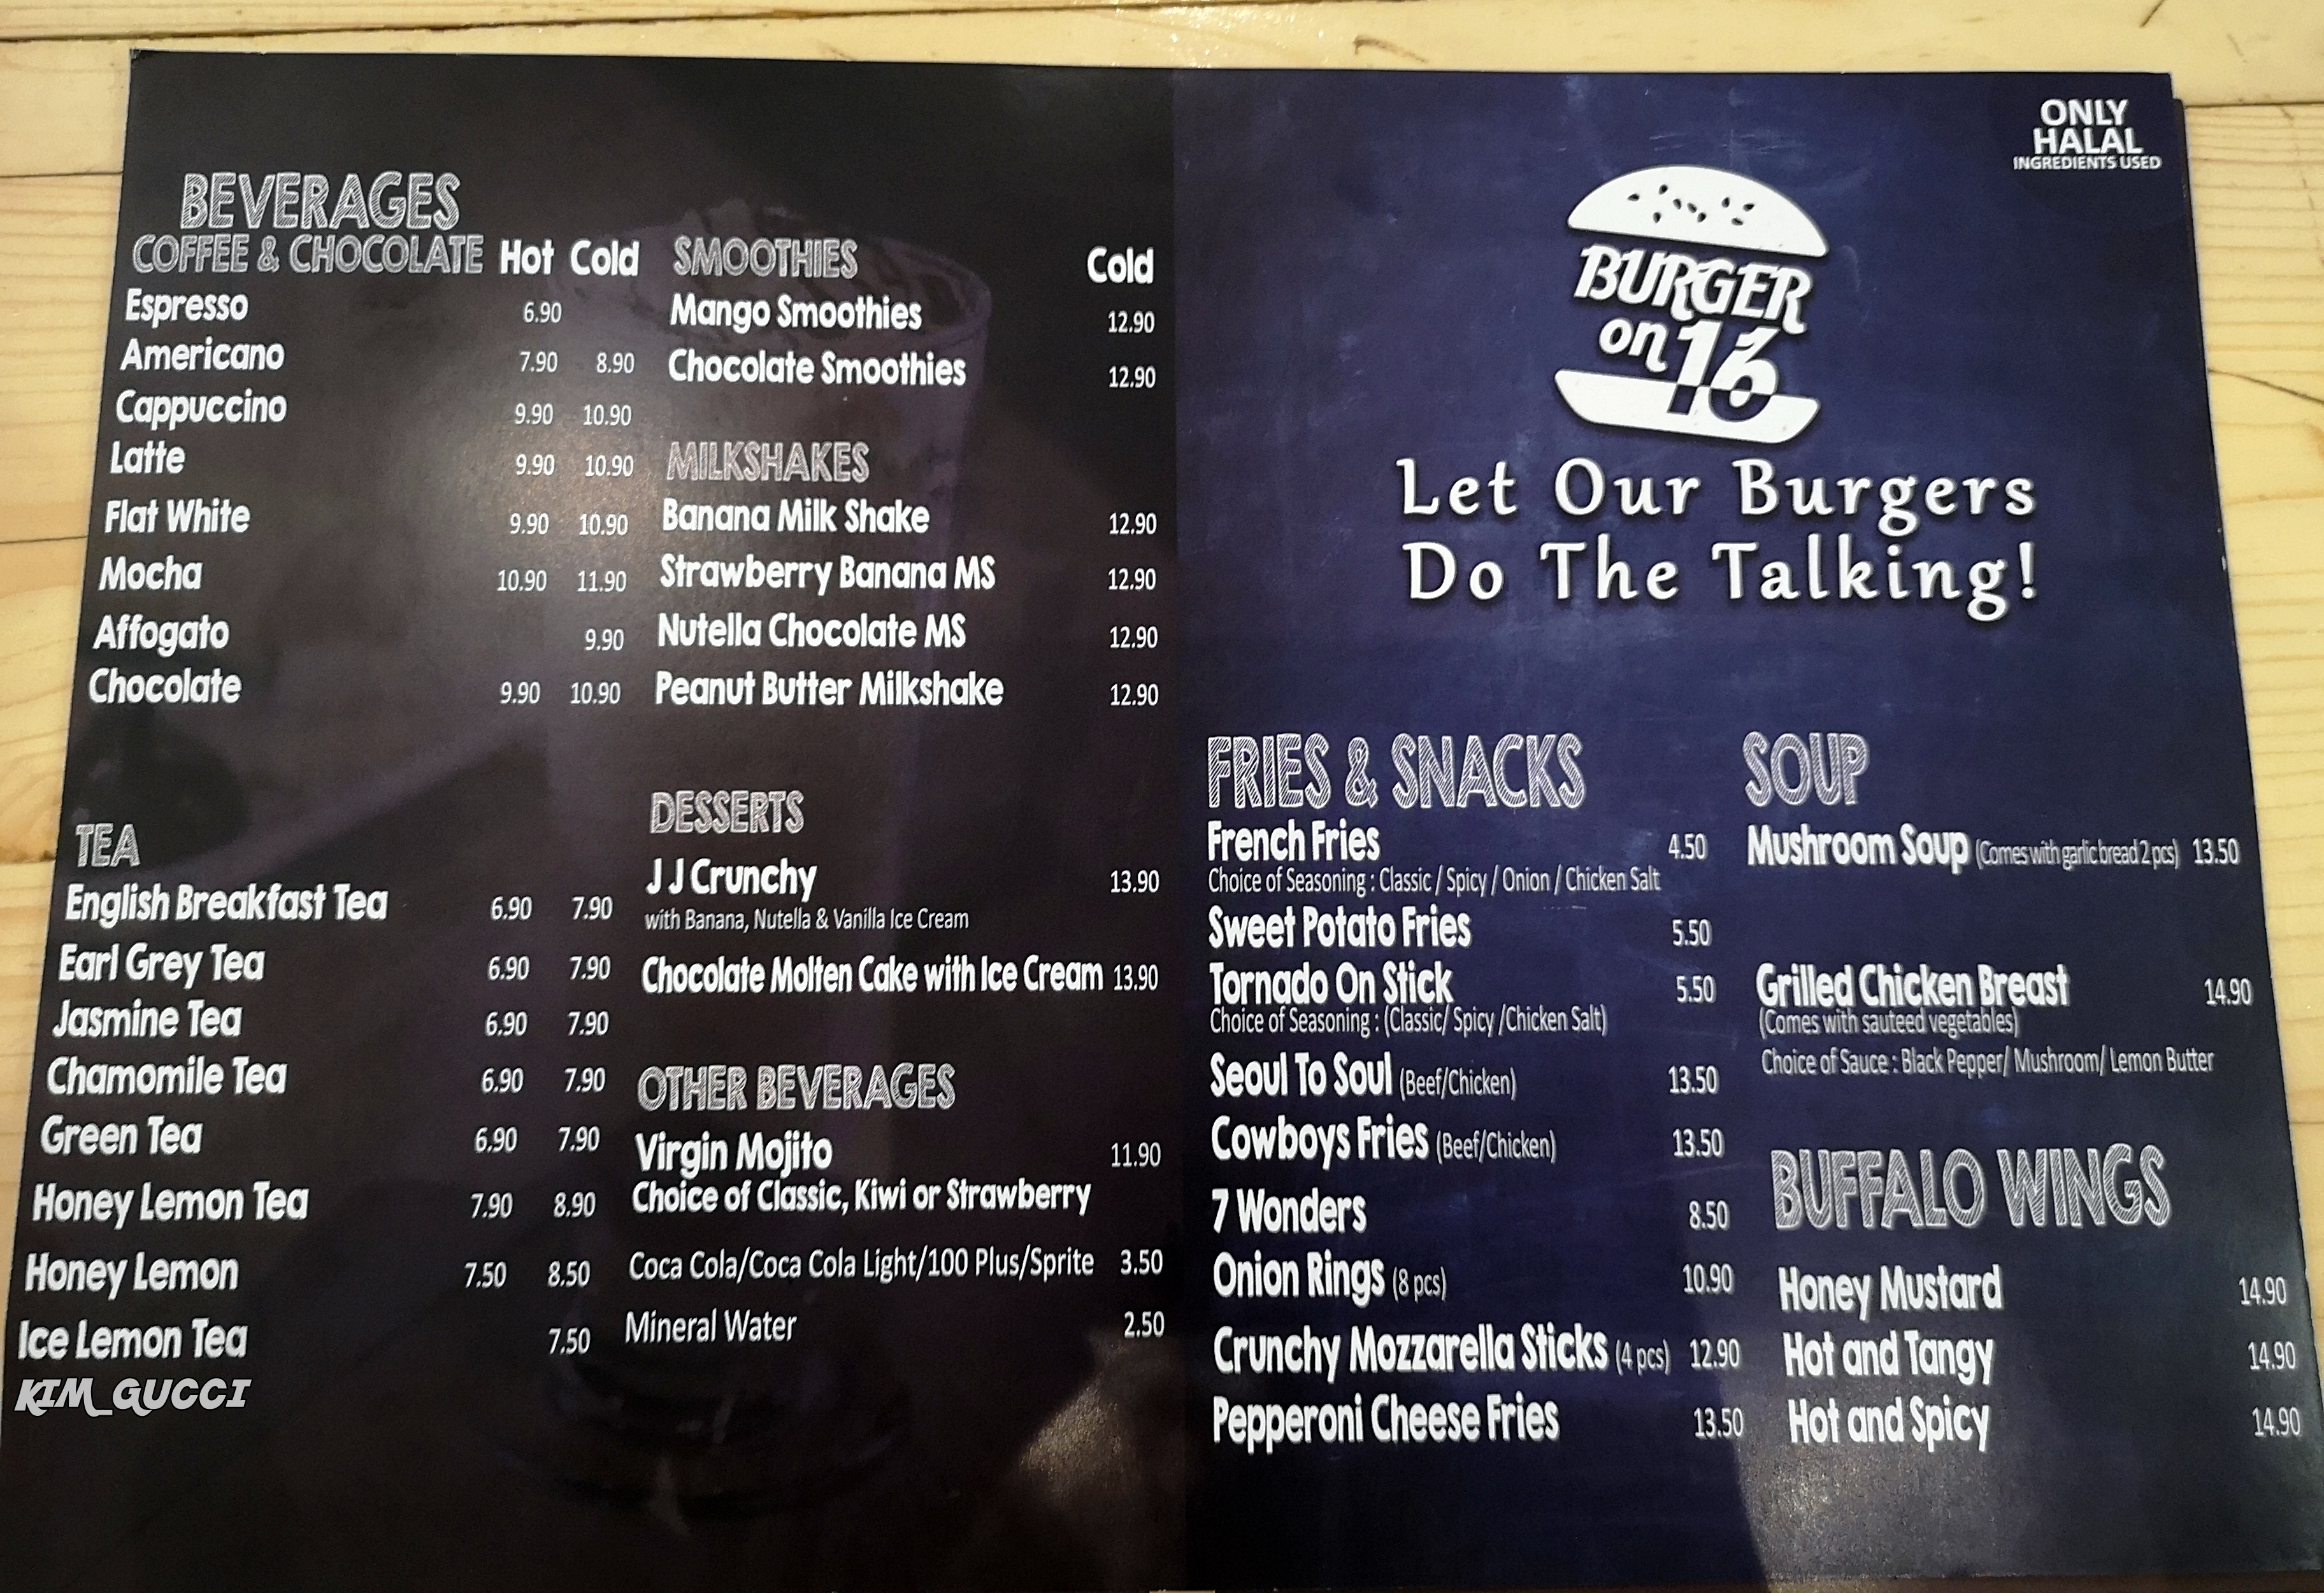 BEVERAGES
COFFEE & CHOCOLATE Hot Cold
Espresso 6.90
Americano 7.90 8.90
Cappuccino 9.90 10.90
Latte 9.90 10.90
Flat White 9.90 10.90
Mocha 10.90 11.90
Affogato 9.90
Chocolate 9.90 10.90
TEA
English Breakfast Tea 6.90 7.90
Earl Grey Tea 6.90 7.90
Jasmine Tea 6.90 7.90
Chamomile Tea 6.90 7.90
Green Tea 6.90 7.90
Honey Lemon Tea 7.90 8.90
Honey Lemon 7.50 8.50
Ice Lemon Tea 7.50
KIM_GUCCI
SMOOTHIES Cold
Mango Smoothies 12.90
Chocolate Smoothies 12.90
MILKSHAKES
Banana Milk Shake 12.90
Strawberry Banana MS 12.90
Nutella Chocolate MS 12.90
Peanut Butter Milkshake 12.90
DESSERTS
J J Crunchy 13.90
with Banana, Nutella & Vanilla Ice Cream
Chocolate Molten Cake with Ice Cream 13.90
OTHER BEVERAGES
Virgin Mojito 11.90
Choice of Classic, Kiwi or Strawberry
Coca Cola/Coca Cola Light/100 Plus/Sprite 3.50
Mineral Water 2.50
ONLY
HALAL
INGREDIENTS USED
BURGER
on 16
Let Our Burgers
Do The Talking!
FRIES & SNACKS
French Fries 4.50
Choice of Seasoning : Classic / Spicy / Onion / Chicken Salt
Sweet Potato Fries 5.50
Tornado On Stick 5.50
Choice of Seasoning : (Classic/ Spicy /Chicken Salt)
Seoul To Soul (Beef/Chicken) 13.50
Cowboys Fries (Beef/Chicken) 13.50
7 Wonders 8.50
Onion Rings (8 pcs) 10.90
Crunchy Mozzarella Sticks (4 pcs) 12.90
Pepperoni Cheese Fries 13.50
SOUP
Mushroom Soup (Comes with garlic bread 2 pcs) 13.50
Grilled Chicken Breast 14.90
(Comes with sauteed vegetables)
Choice of Sauce : Black Pepper/ Mushroom/ Lemon Butter
BUFFALO WINGS
Honey Mustard 14.90
Hot and Tangy 14.90
Hot and Spicy 14.90